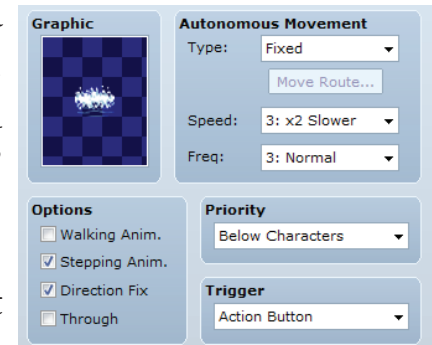 Graphic
Autonomous Movement
Type: Fixed
Move Route...
Speed: 3: x2 Slower
Freq: 3: Normal
Options
Walking Anim.
Stepping Anim.
Direction Fix
Through
Priority
Below Characters
Trigger
Action Button